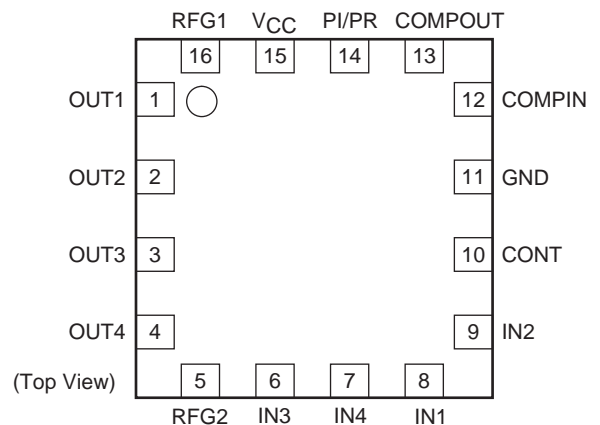 RFG1 VCC PI/PR COMPOUT
16 15 14 13
OUT1 1 12 COMPIN
OUT2 2 11 GND
OUT3 3 10 CONT
OUT4 4 9 IN2
(Top View) 5 6 7 8
RFG2 IN3 IN4 IN1